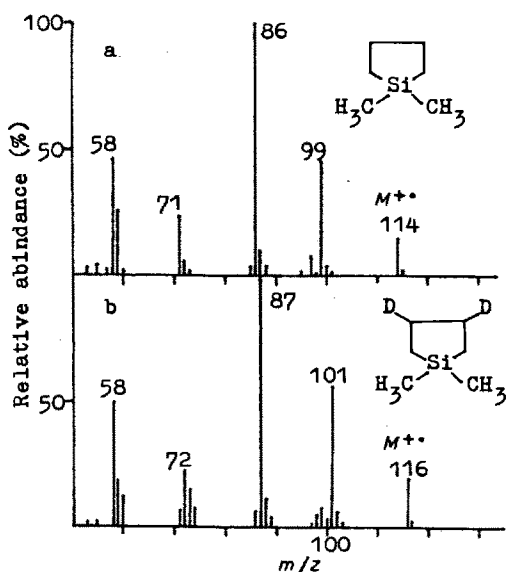 Relative abindance (%)
100
a
86
Si
H₃C CH₃
58
50
99
71
M⁺•
114
b
87
D D
Si
H₃C CH₃
101
58
50
72
M⁺•
116
100
m/z